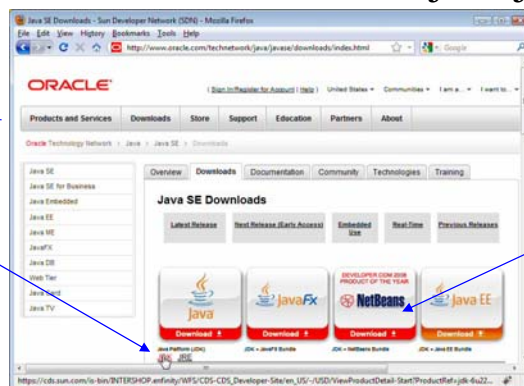 Java SE Downloads - Sun Developer Network (SDN) - Mozilla Firefox
File Edit View History Bookmarks Tools Help
http://www.oracle.com/technetwork/java/javase/downloads/index.html
Google
ORACLE
( Sign In/Register for Account | Help ) United States Communities I am a... I want to...
Products and Services Downloads Store Support Education Partners About
Oracle Technology Network > Java > Java SE > Downloads
Java SE
Java SE for Business
Java Embedded
Java EE
Java ME
JavaFX
Java DB
Web Tier
Java Card
Java TV
Overview Downloads Documentation Community Technologies Training
Java SE Downloads
Latest Release Next Release (Early Access) Embedded Use Real-Time Previous Releases
Java
Download
JavaFX
Download
DEVELOPER.COM 2008
PRODUCT OF THE YEAR
NetBeans
Download
Java EE
Download
Java Platform (JDK) JDK + JavaFX Bundle JDK + NetBeans Bundle JDK + Java EE Bundle
JDK JRE
https://cds.sun.com/is-bin/INTERSHOP.enfinity/WFS/CDS-CDS_Developer-Site/en_US/-/USD/ViewProductDetail-Start?ProductRef=jdk-6u22...